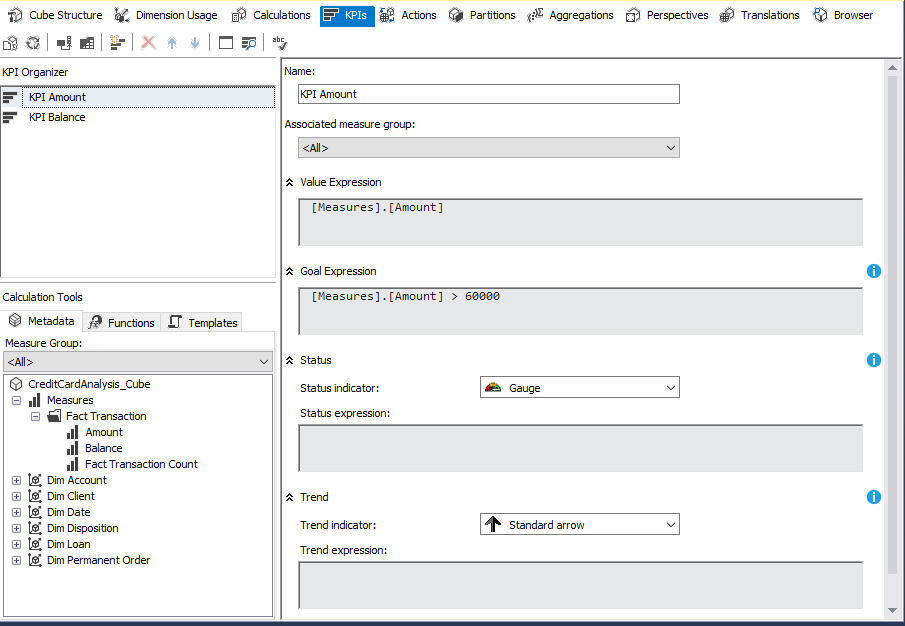 Cube Structure Dimension Usage Calculations KPIs Actions Partitions Aggregations Perspectives Translations Browser
abc
KPI Organizer
KPI Amount
KPI Balance
Calculation Tools
Metadata Functions Templates
Measure Group:
<All>
CreditCardAnalysis_Cube
Measures
Fact Transaction
Amount
Balance
Fact Transaction Count
Dim Account
Dim Client
Dim Date
Dim Disposition
Dim Loan
Dim Permanent Order
Name:
KPI Amount
Associated measure group:
<All>
Value Expression
[Measures].[Amount]
Goal Expression
[Measures].[Amount] > 60000
Status
Status indicator: Gauge
Status expression:
Trend
Trend indicator: Standard arrow
Trend expression: